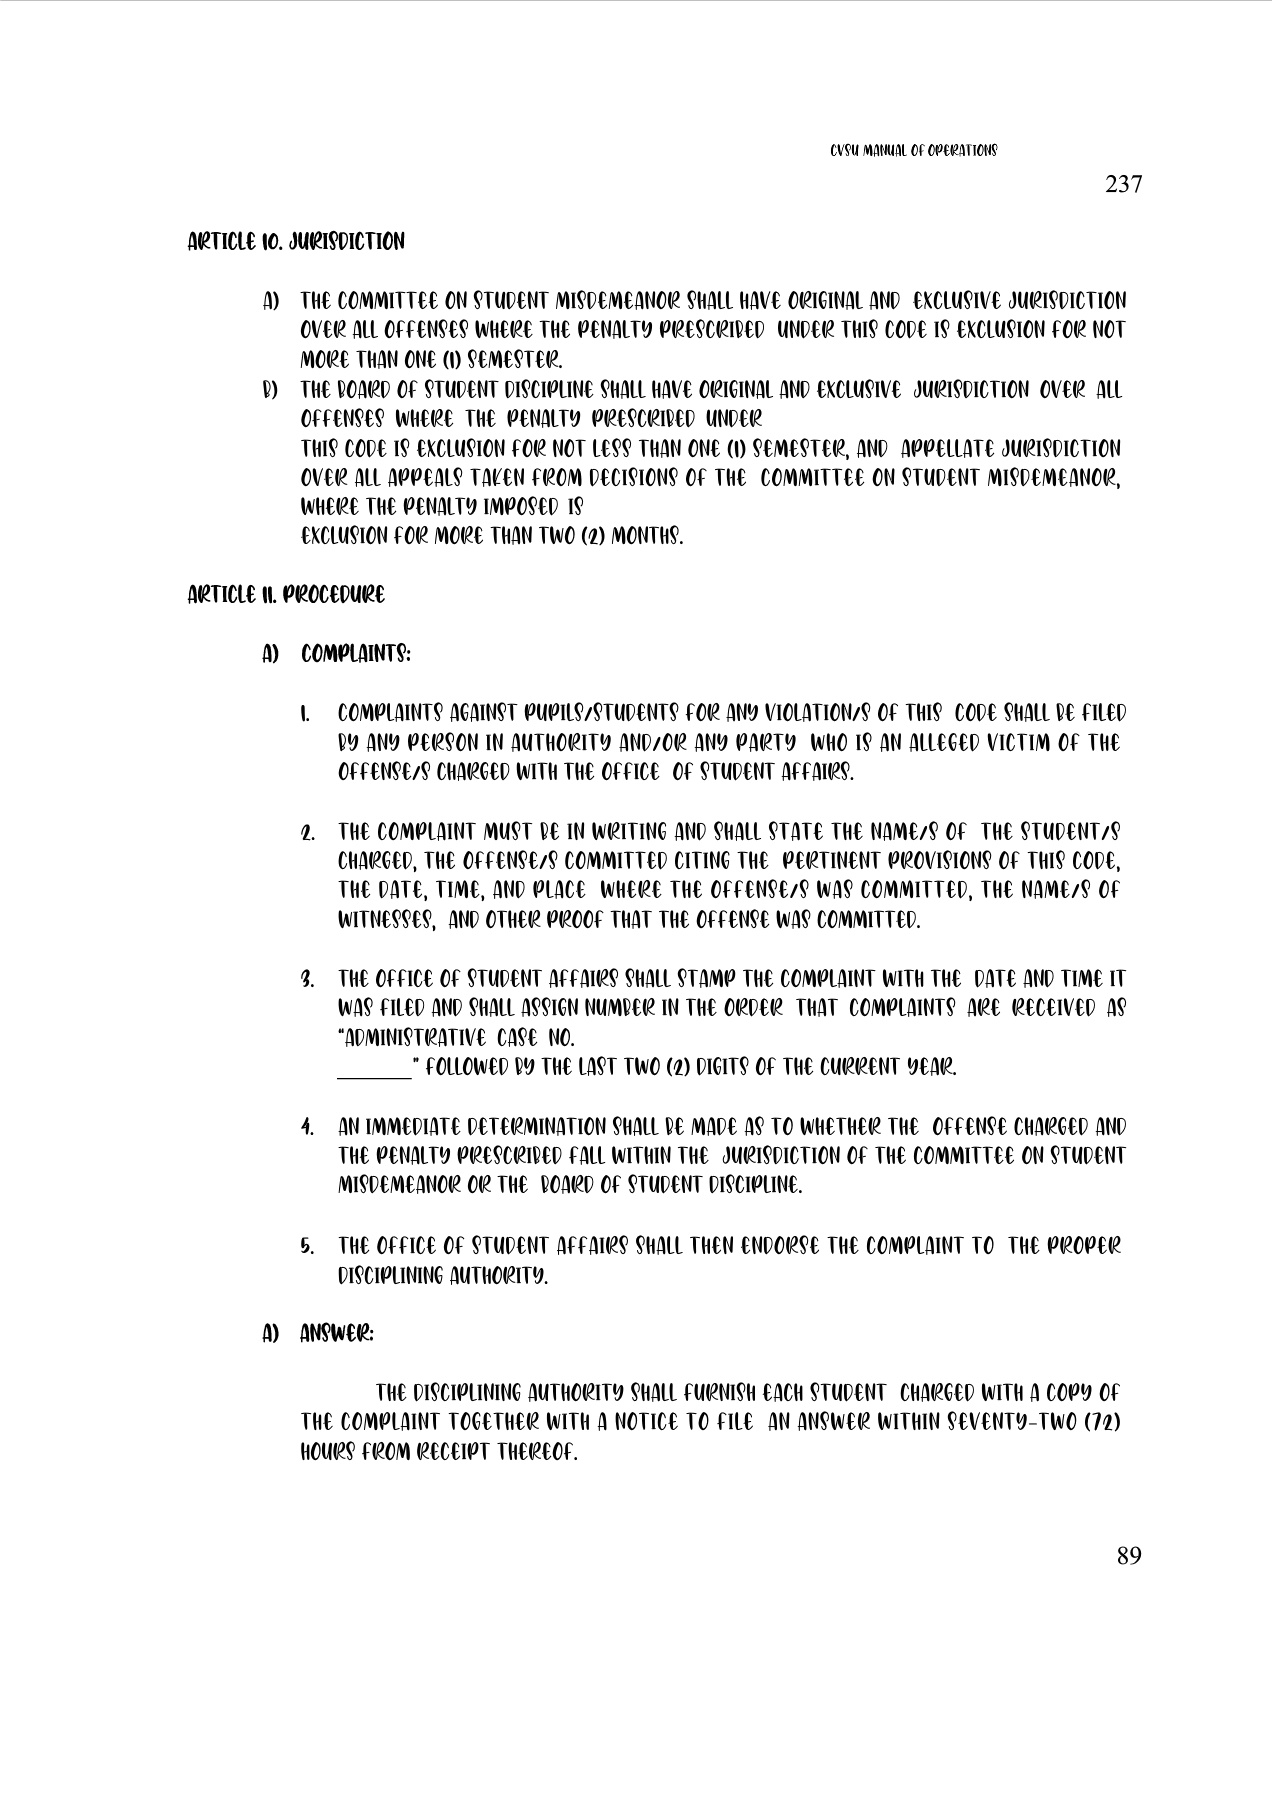 CVSU MANUAL OF OPERATIONS
237
ARTICLE 10. JURISDICTION
A) THE COMMITTEE ON STUDENT MISDEMEANOR SHALL HAVE ORIGINAL AND EXCLUSIVE JURISDICTION
OVER ALL OFFENSES WHERE THE PENALTY PRESCRIBED UNDER THIS CODE IS EXCLUSION FOR NOT
MORE THAN ONE (1) SEMESTER.
B) THE BOARD OF STUDENT DISCIPLINE SHALL HAVE ORIGINAL AND EXCLUSIVE JURISDICTION OVER ALL
OFFENSES WHERE THE PENALTY PRESCRIBED UNDER
THIS CODE IS EXCLUSION FOR NOT LESS THAN ONE (1) SEMESTER, AND APPELLATE JURISDICTION
OVER ALL APPEALS TAKEN FROM DECISIONS OF THE COMMITTEE ON STUDENT MISDEMEANOR,
WHERE THE PENALTY IMPOSED IS
EXCLUSION FOR MORE THAN TWO (2) MONTHS.
ARTICLE 11. PROCEDURE
A) COMPLAINTS:
1. COMPLAINTS AGAINST PUPILS/STUDENTS FOR ANY VIOLATION/S OF THIS CODE SHALL BE FILED
BY ANY PERSON IN AUTHORITY AND/OR ANY PARTY WHO IS AN ALLEGED VICTIM OF THE
OFFENSE/S CHARGED WITH THE OFFICE OF STUDENT AFFAIRS.
2. THE COMPLAINT MUST BE IN WRITING AND SHALL STATE THE NAME/S OF THE STUDENT/S
CHARGED, THE OFFENSE/S COMMITTED CITING THE PERTINENT PROVISIONS OF THIS CODE,
THE DATE, TIME, AND PLACE WHERE THE OFFENSE/S WAS COMMITTED, THE NAME/S OF
WITNESSES, AND OTHER PROOF THAT THE OFFENSE WAS COMMITTED.
3. THE OFFICE OF STUDENT AFFAIRS SHALL STAMP THE COMPLAINT WITH THE DATE AND TIME IT
WAS FILED AND SHALL ASSIGN NUMBER IN THE ORDER THAT COMPLAINTS ARE RECEIVED AS
"ADMINISTRATIVE CASE NO.
______" FOLLOWED BY THE LAST TWO (2) DIGITS OF THE CURRENT YEAR.
4. AN IMMEDIATE DETERMINATION SHALL BE MADE AS TO WHETHER THE OFFENSE CHARGED AND
THE PENALTY PRESCRIBED FALL WITHIN THE JURISDICTION OF THE COMMITTEE ON STUDENT
MISDEMEANOR OR THE BOARD OF STUDENT DISCIPLINE.
5. THE OFFICE OF STUDENT AFFAIRS SHALL THEN ENDORSE THE COMPLAINT TO THE PROPER
DISCIPLINING AUTHORITY.
A) ANSWER:
THE DISCIPLINING AUTHORITY SHALL FURNISH EACH STUDENT CHARGED WITH A COPY OF
THE COMPLAINT TOGETHER WITH A NOTICE TO FILE AN ANSWER WITHIN SEVENTY-TWO (72)
HOURS FROM RECEIPT THEREOF.
89